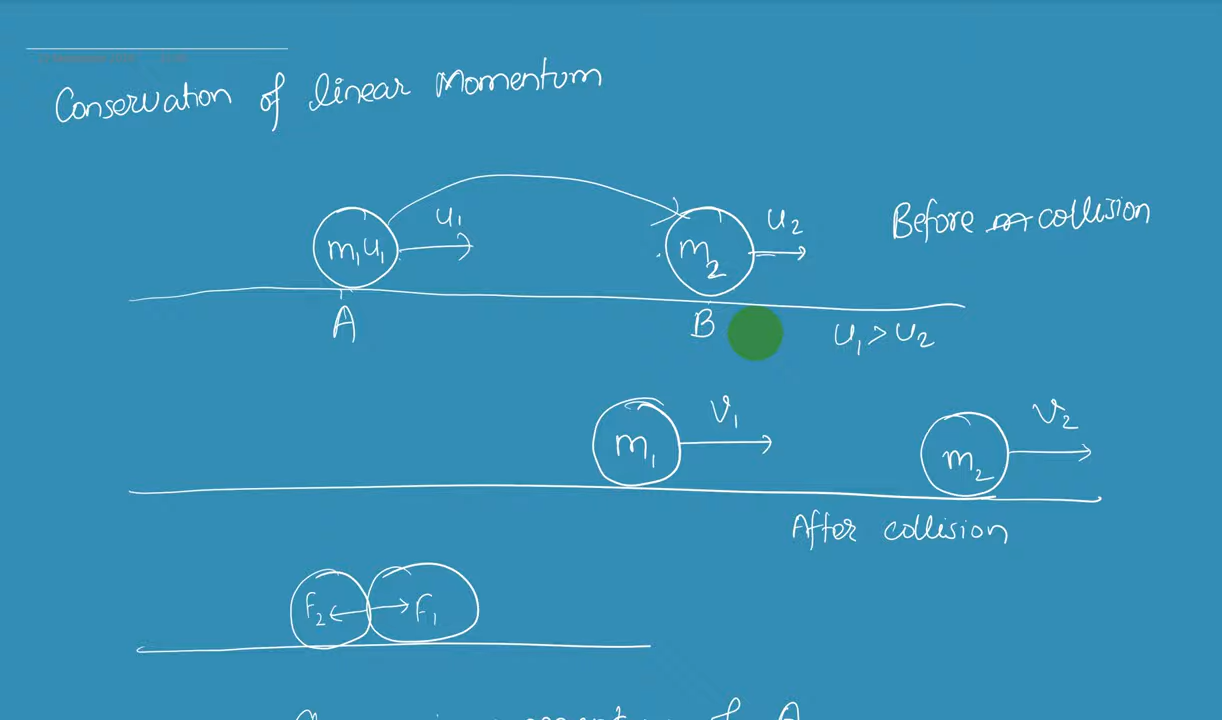 Conservation of linear Momentum
u₁ u₂
m₁u₁ m₂ Before collision
A B u₁ > u₂
m₁ v₁ m₂ v₂
After collision
F₂ F₁
of A